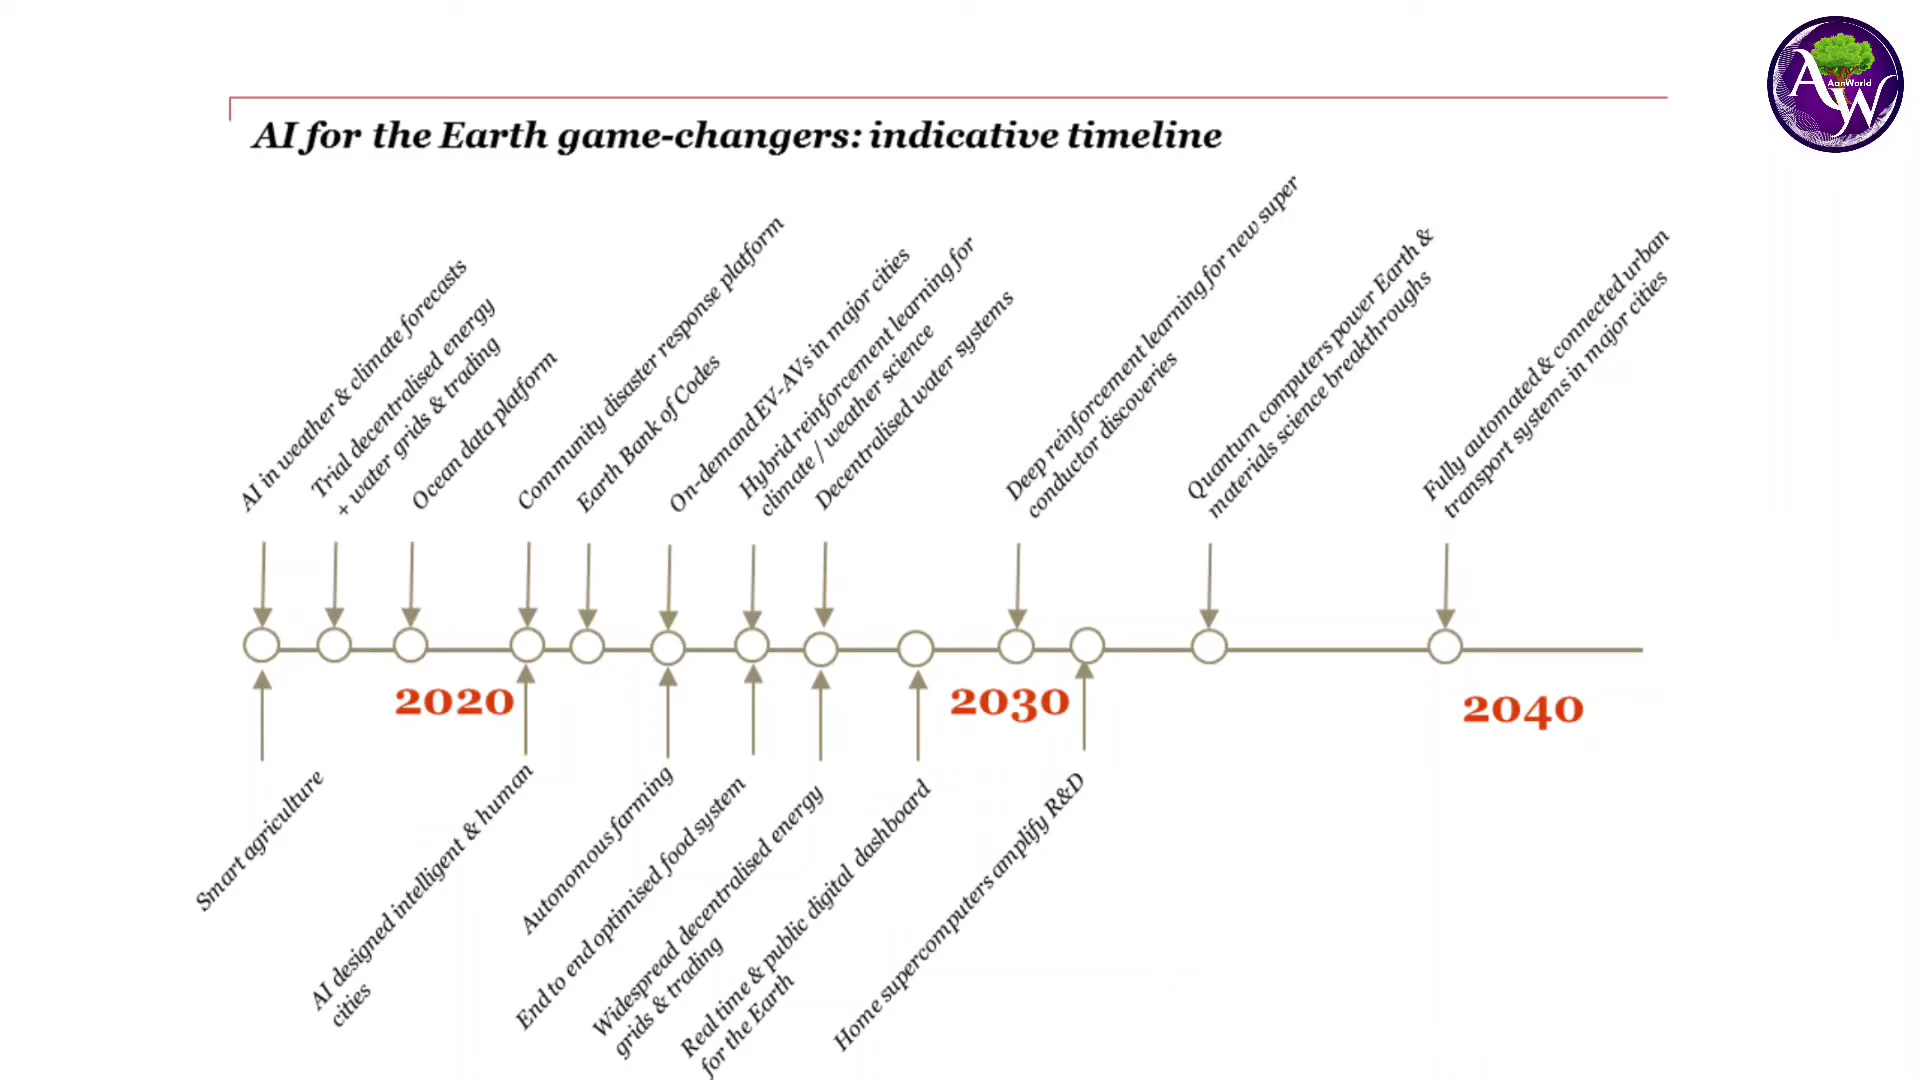 AW
AanWorld
AI for the Earth game-changers: indicative timeline
AI in weather & climate forecasts
Trial decentralised energy
+ water grids & trading
Ocean data platform
Community disaster response platform
Earth Bank of Codes
On-demand EV-AVs in major cities
Hybrid reinforcement learning for
climate / weather science
Decentralised water systems
Deep reinforcement learning for new super
conductor discoveries
Quantum computers power Earth &
materials science breakthroughs
Fully automated & connected urban
transport systems in major cities
2020
2030
2040
Smart agriculture
AI designed intelligent & human
cities
Autonomous farming
End to end optimised food system
Widespread decentralised energy
grids & trading
Real time & public digital dashboard
for the Earth
Home supercomputers amplify R&D